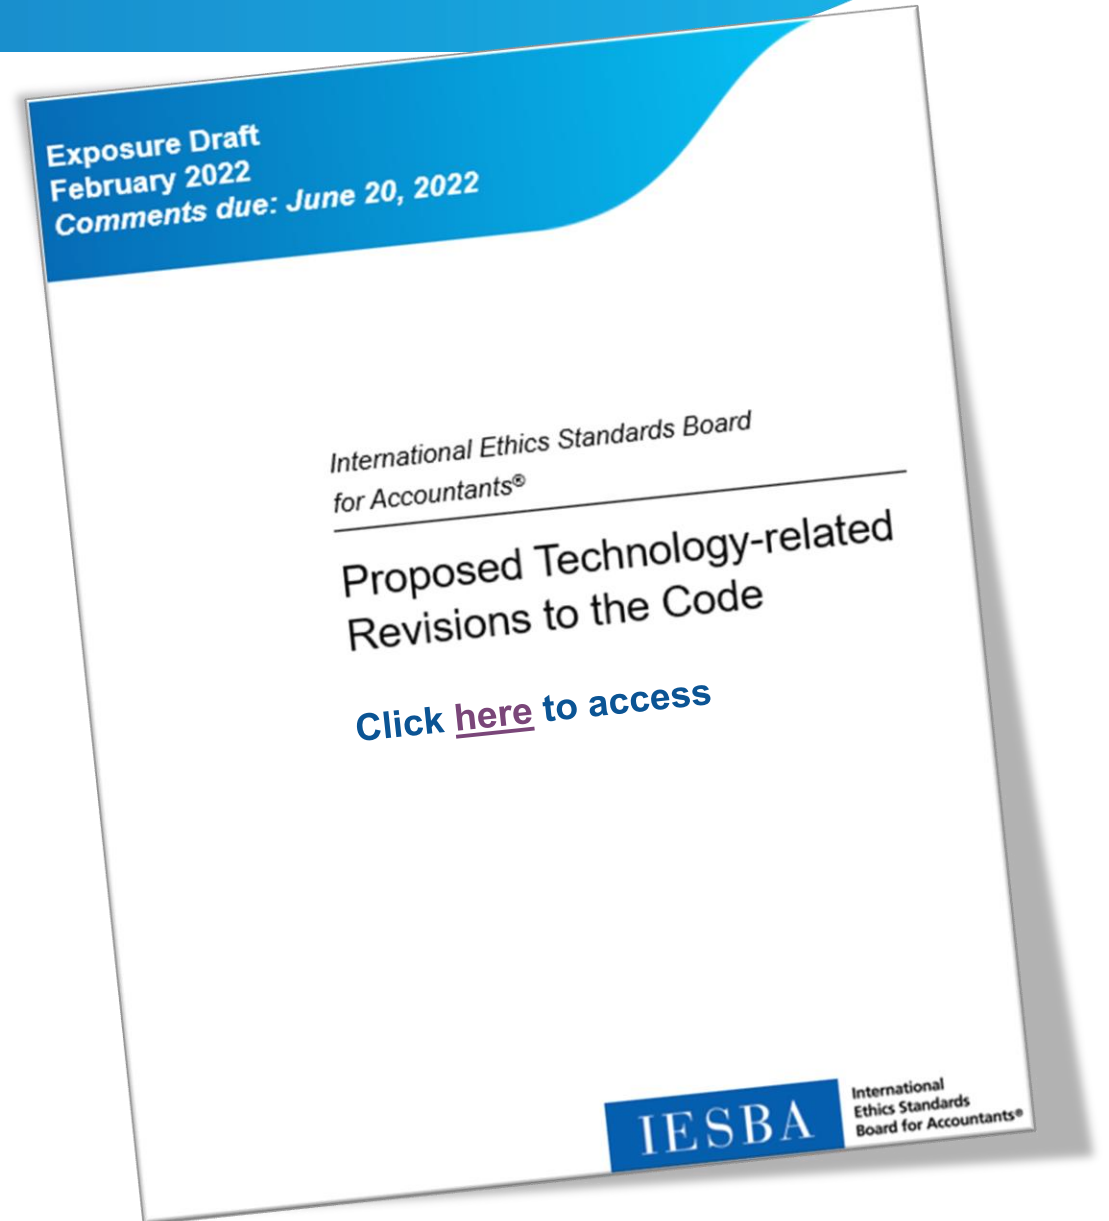 Exposure Draft
February 2022
Comments due: June 20, 2022
International Ethics Standards Board
for Accountants®
Proposed Technology-related
Revisions to the Code
Click here to access
IESBA
International
Ethics Standards
Board for Accountants®